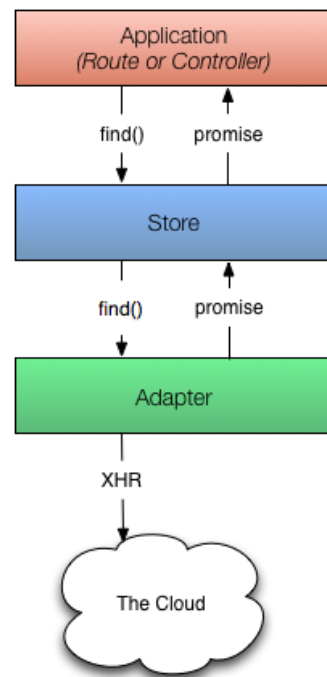 Application
(Route or Controller)
find()
promise
Store
find()
promise
Adapter
XHR
The Cloud